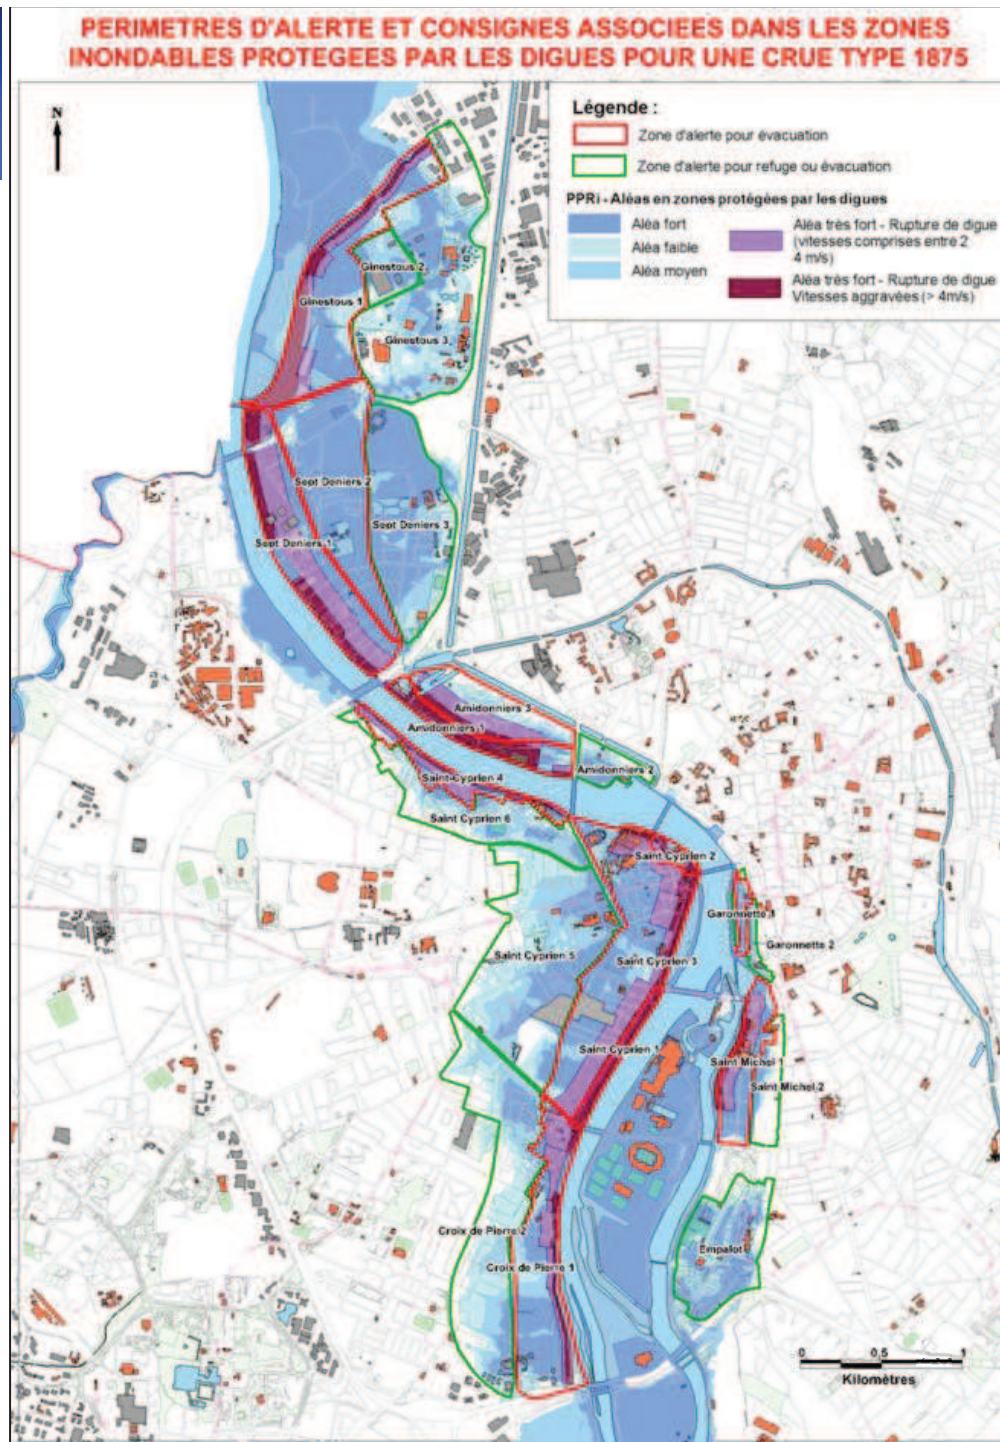 PERIMETRES D'ALERTE ET CONSIGNES ASSOCIEES DANS LES ZONES
INONDABLES PROTEGEES PAR LES DIGUES POUR UNE CRUE TYPE 1875
N
Légende :
Zone d'alerte pour évacuation
Zone d'alerte pour refuge ou évacuation
PPRi - Aléas en zones protégées par les digues
Aléa fort
Aléa faible
Aléa moyen
Aléa très fort - Rupture de digue
(vitesses comprises entre 2
4 m/s)
Aléa très fort - Rupture de digue
Vitesses aggravées (> 4m/s)
Ginestous 2
Ginestous 1
Ginestous 3
Sept Deniers 2
Sept Deniers 3
Sept Deniers 1
Amidonniers 3
Amidonniers 1
Amidonniers 2
Saint-Cyprien 4
Saint Cyprien 6
Saint Cyprien 2
Garonnette 1
Garonnette 2
Saint Cyprien 5
Saint Cyprien 3
Saint Cyprien 1
Saint Michel 1
Saint Michel 2
Croix de Pierre 2
Empalot
Croix de Pierre 1
0 0,5 1
Kilomètres